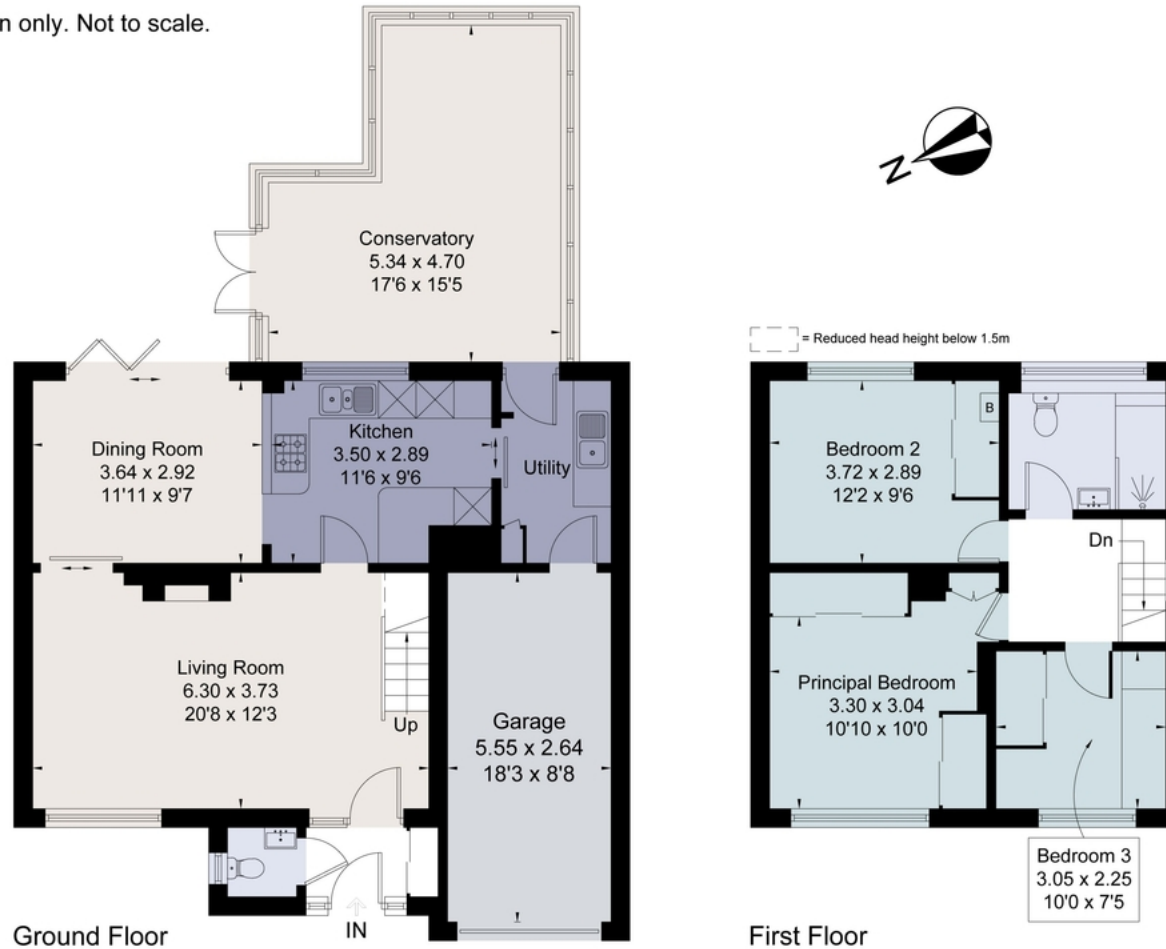 n only. Not to scale.
Conservatory
5.34 x 4.70
17'6 x 15'5
N
= Reduced head height below 1.5m
Dining Room
3.64 x 2.92
11'11 x 9'7
Kitchen
3.50 x 2.89
11'6 x 9'6
Utility
Living Room
6.30 x 3.73
20'8 x 12'3
Up
Garage
5.55 x 2.64
18'3 x 8'8
IN
Ground Floor
Bedroom 2
3.72 x 2.89
12'2 x 9'6
B
Dn
Principal Bedroom
3.30 x 3.04
10'10 x 10'0
Bedroom 3
3.05 x 2.25
10'0 x 7'5
First Floor